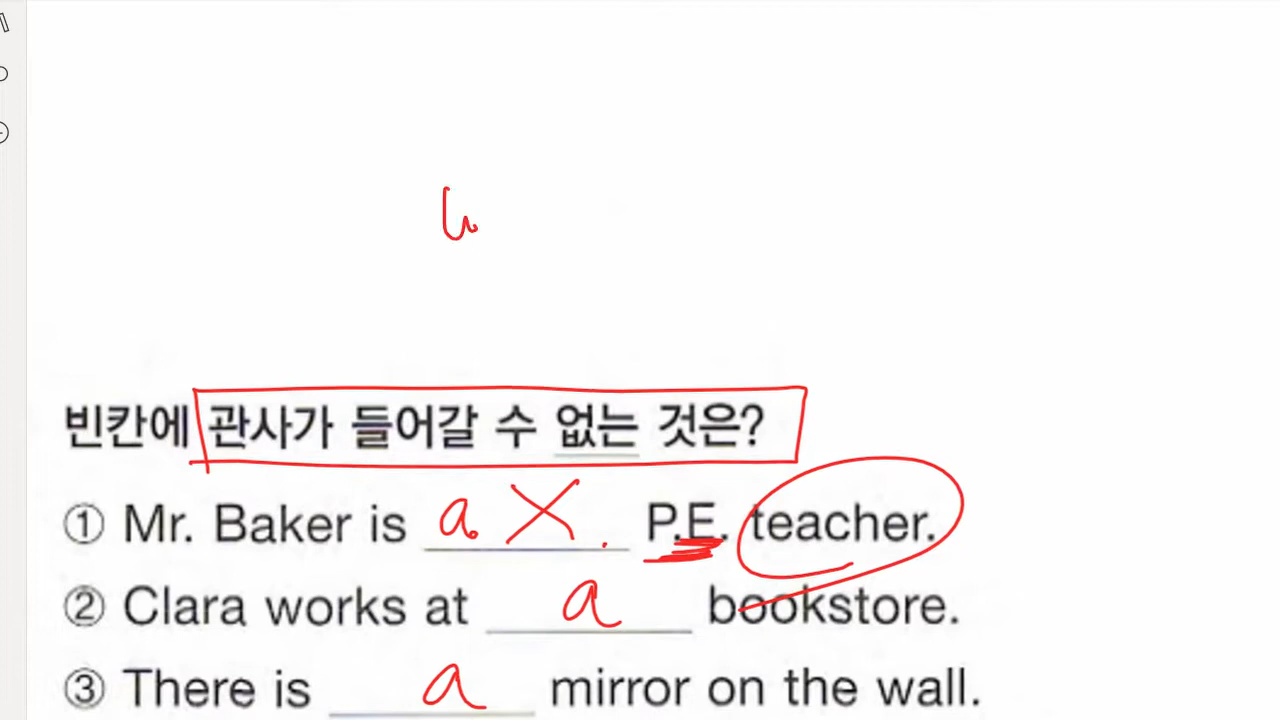 빈칸에 관사가 들어갈 수 없는 것은?
① Mr. Baker is a X P.E. teacher.
② Clara works at a bookstore.
③ There is a mirror on the wall.